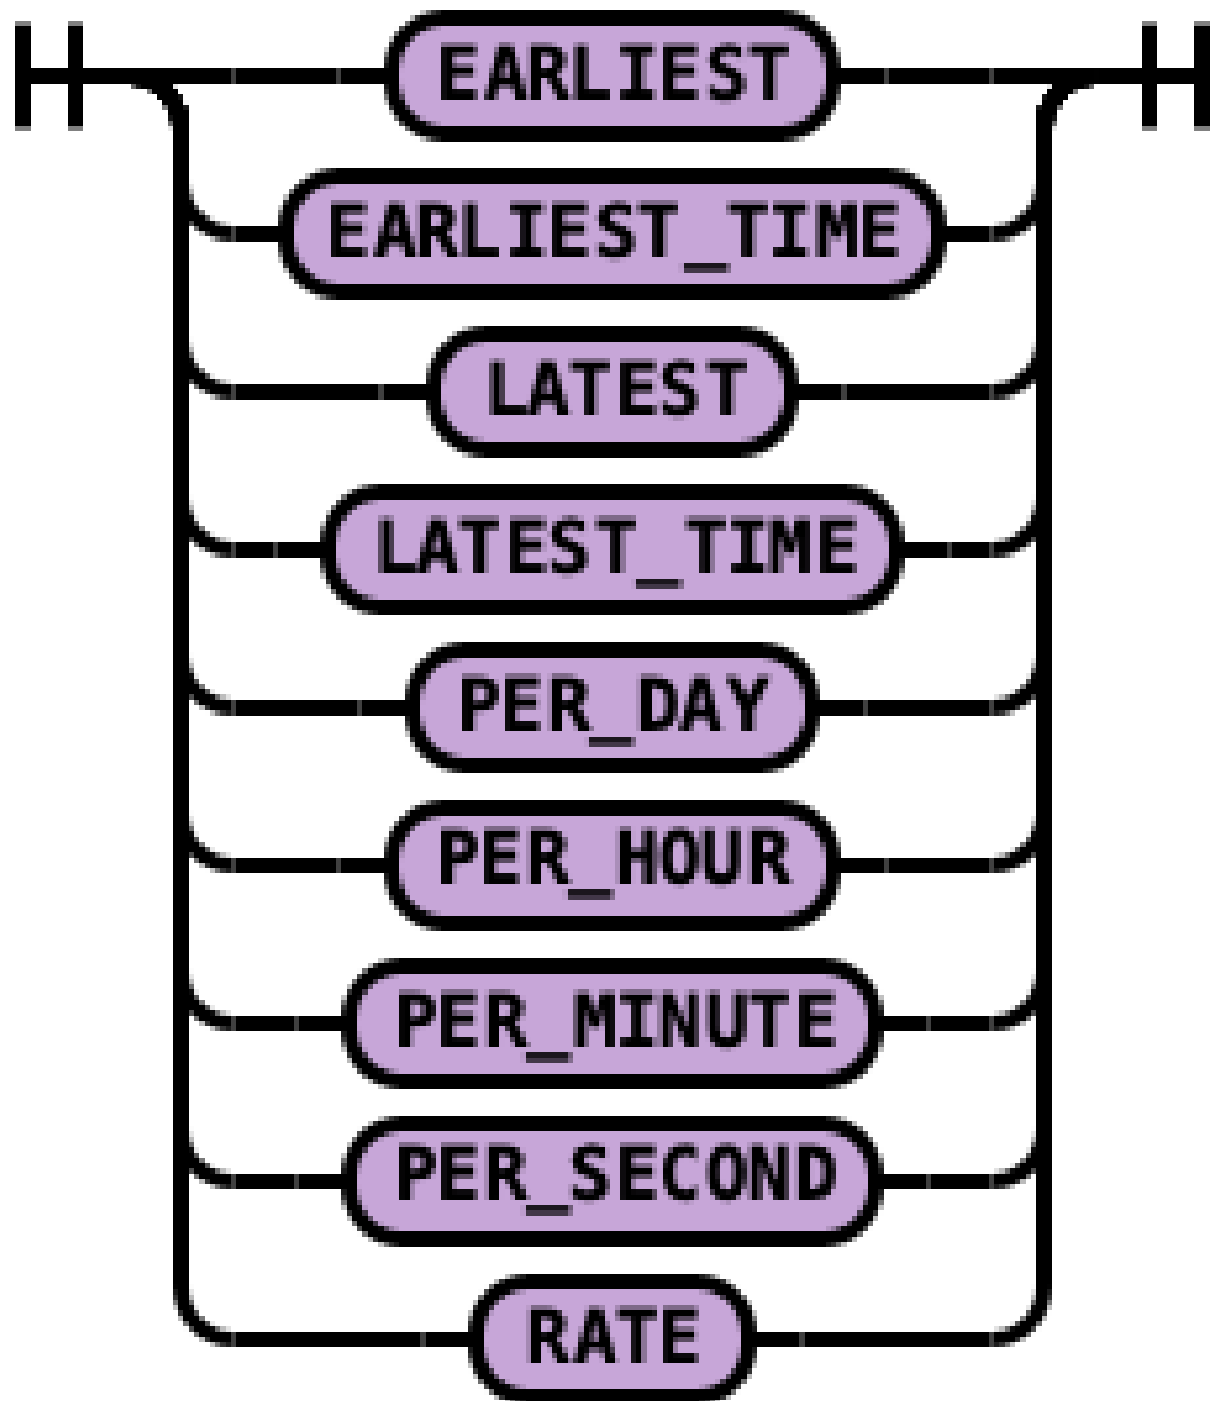 EARLIEST
EARLIEST_TIME
LATEST
LATEST_TIME
PER_DAY
PER_HOUR
PER_MINUTE
PER_SECOND
RATE